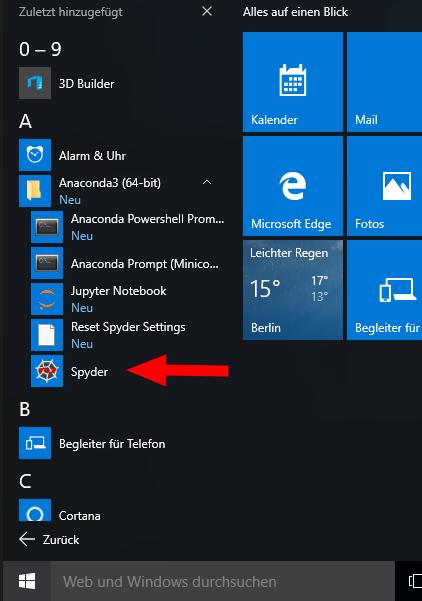 Zuletzt hinzugefügt
0 – 9
3D Builder
A
Alarm & Uhr
Anaconda3 (64-bit)
Neu
Anaconda Powershell Prom...
Neu
Anaconda Prompt (Minico...
Jupyter Notebook
Neu
Reset Spyder Settings
Neu
Spyder
B
Begleiter für Telefon
C
Cortana
Zurück
Web und Windows durchsuchen
Alles auf einen Blick
Kalender
Mail
Microsoft Edge
Fotos
Leichter Regen
15°
17°
13°
Berlin
Begleiter für